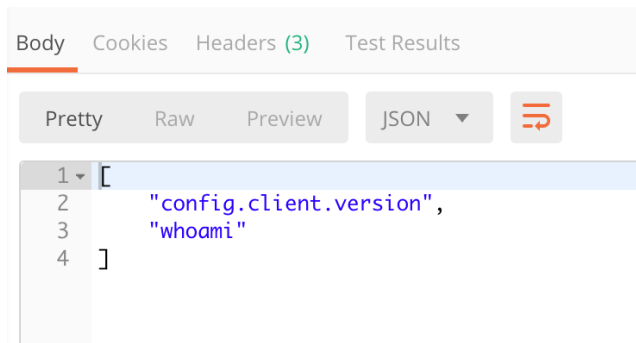 Body Cookies Headers (3) Test Results
Pretty Raw Preview JSON
1 [
2 "config.client.version",
3 "whoami"
4 ]